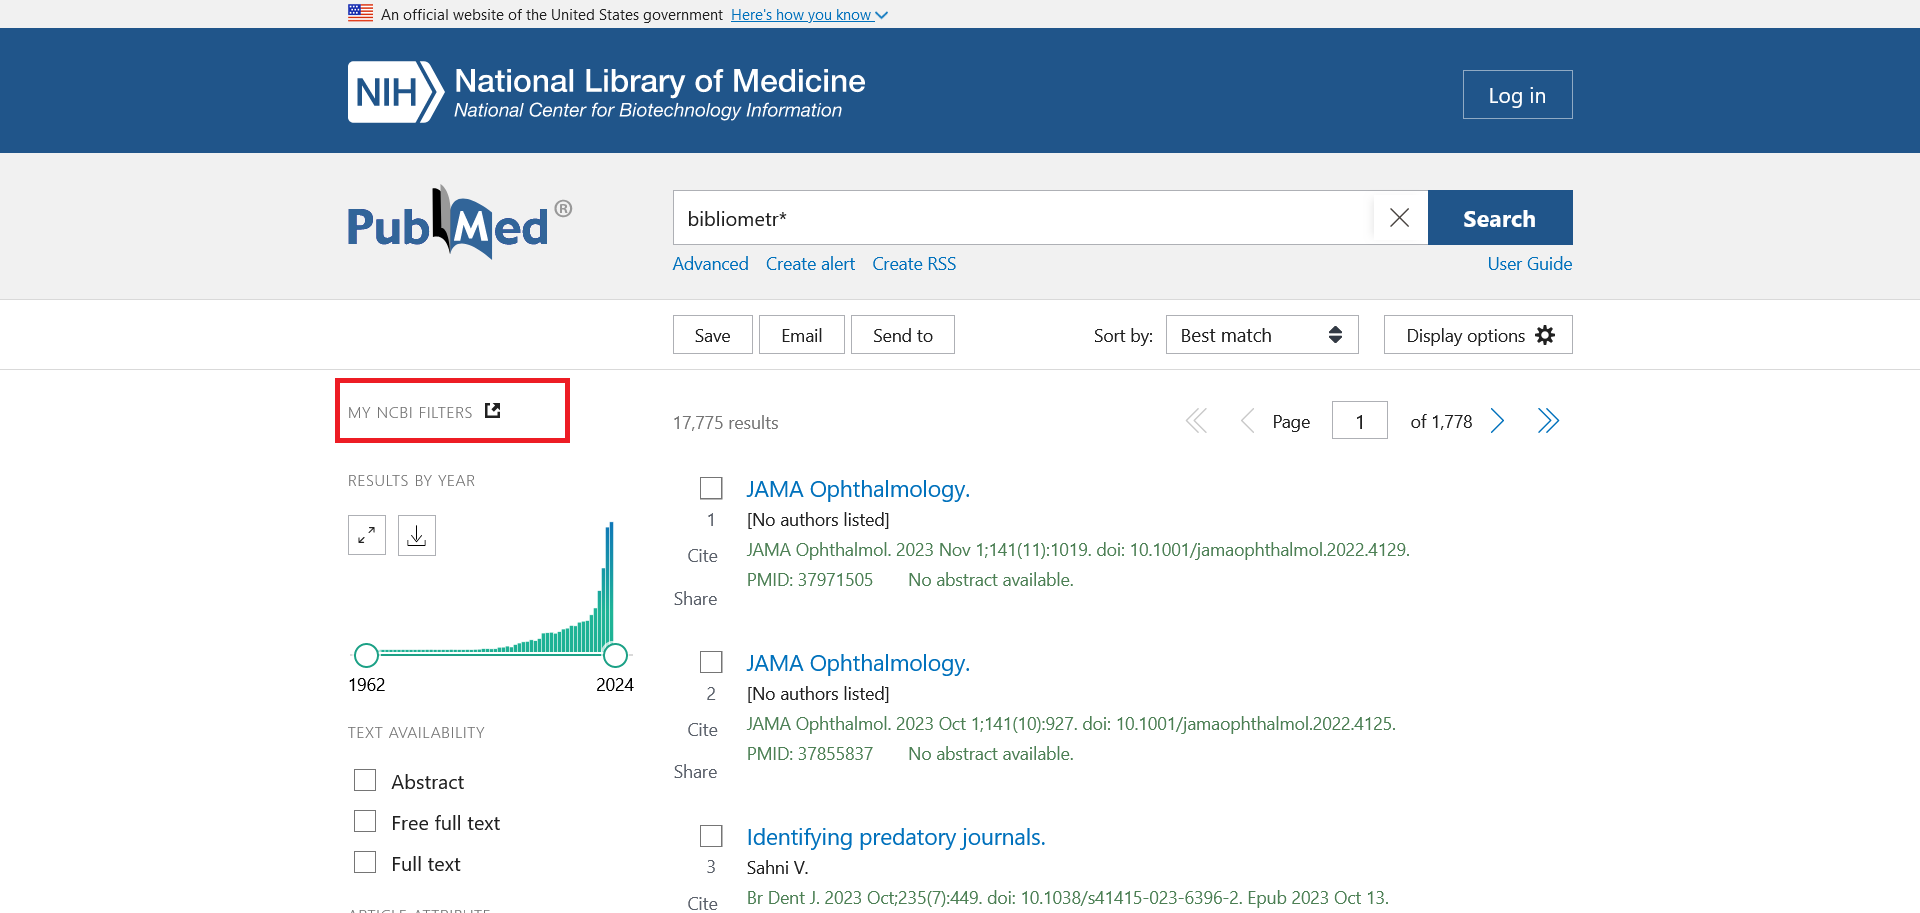 An official website of the United States government Here's how you know
NIH National Library of Medicine
National Center for Biotechnology Information
Log in
PubMed®
bibliometr*
Search
Advanced Create alert Create RSS User Guide
Save Email Send to Sort by: Best match Display options
MY NCBI FILTERS
17,775 results
Page 1 of 1,778
RESULTS BY YEAR
1962 2024
TEXT AVAILABILITY
Abstract
Free full text
Full text
ARTICLE ATTRIBUTE
JAMA Ophthalmology.
1 [No authors listed]
Cite JAMA Ophthalmol. 2023 Nov 1;141(11):1019. doi: 10.1001/jamaophthalmol.2022.4129.
PMID: 37971505 No abstract available.
Share
JAMA Ophthalmology.
2 [No authors listed]
Cite JAMA Ophthalmol. 2023 Oct 1;141(10):927. doi: 10.1001/jamaophthalmol.2022.4125.
PMID: 37855837 No abstract available.
Share
Identifying predatory journals.
3 Sahni V.
Cite Br Dent J. 2023 Oct;235(7):449. doi: 10.1038/s41415-023-6396-2. Epub 2023 Oct 13.